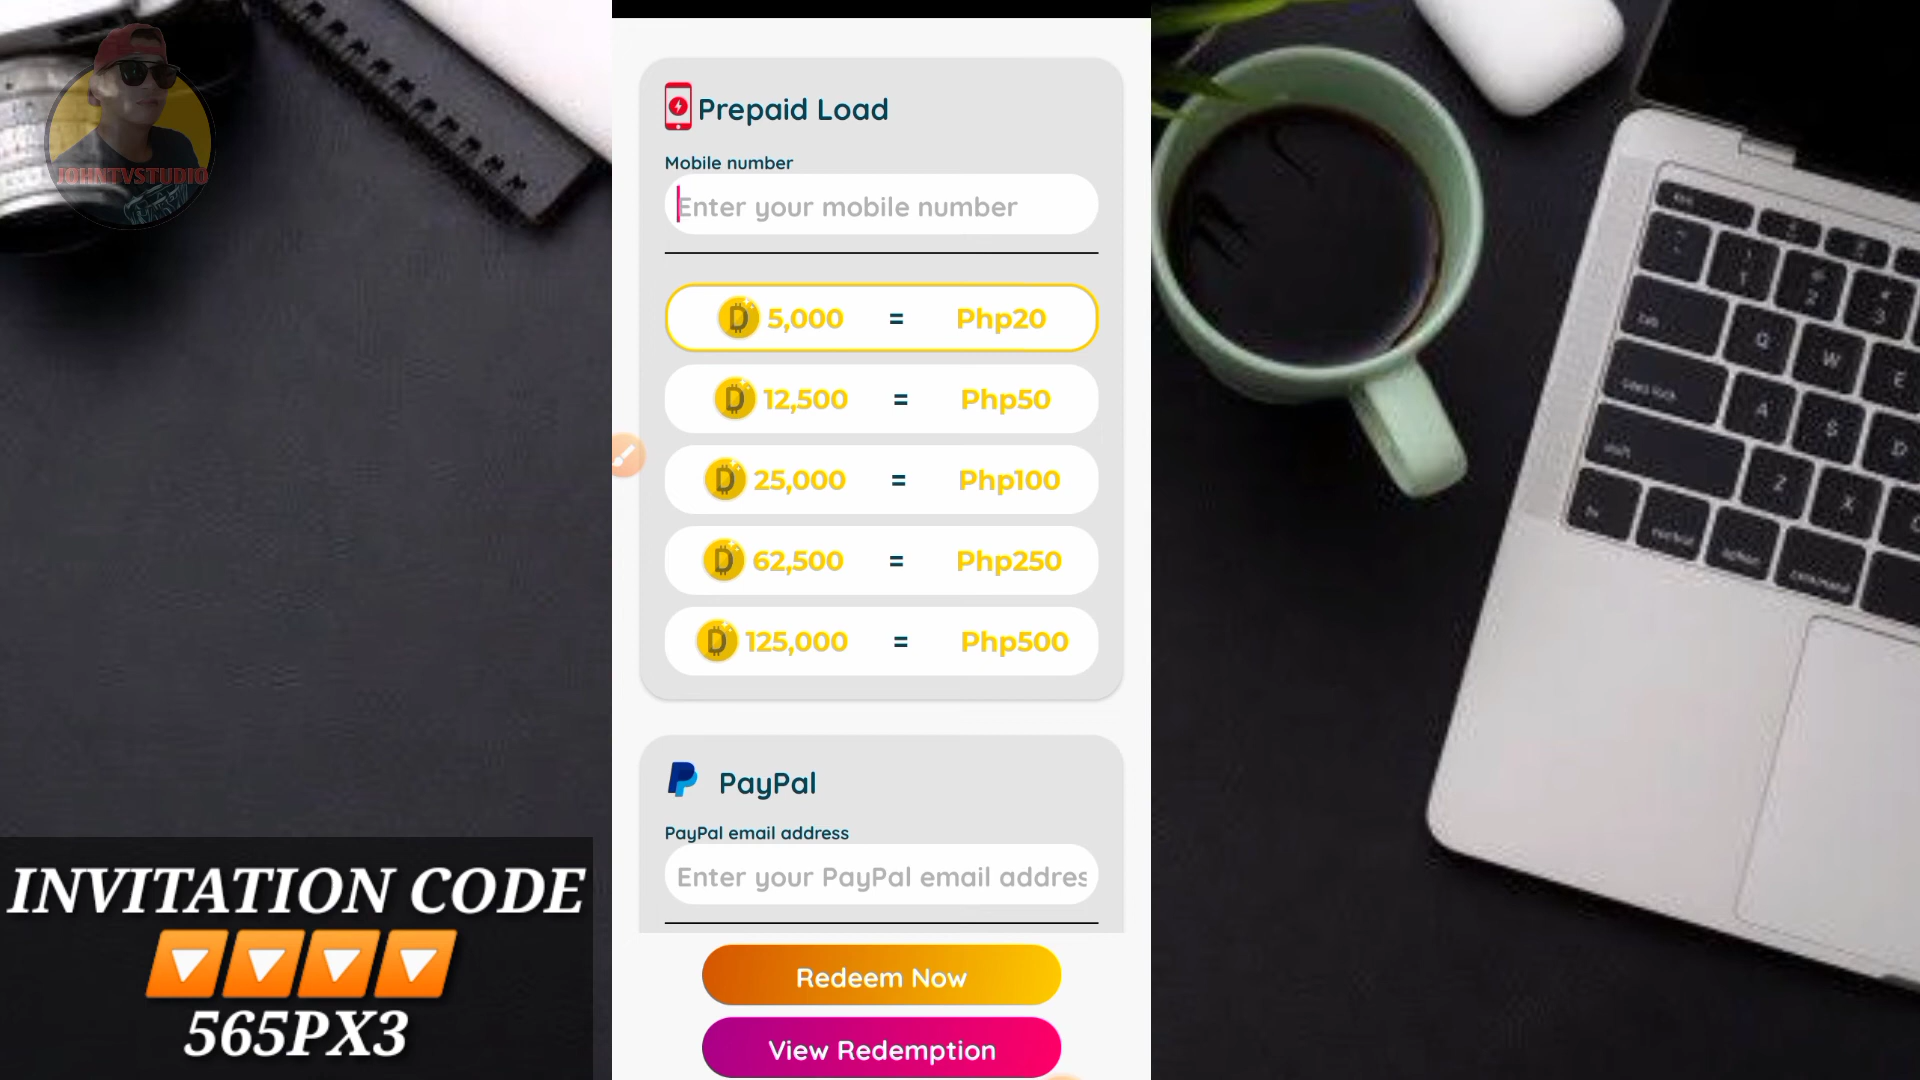 JOHNTVSTUDIO
Prepaid Load
Mobile number
Enter your mobile number
5,000 = Php20
12,500 = Php50
25,000 = Php100
62,500 = Php250
125,000 = Php500
PayPal
PayPal email address
Enter your PayPal email addres
Redeem Now
View Redemption
INVITATION CODE
565PX3